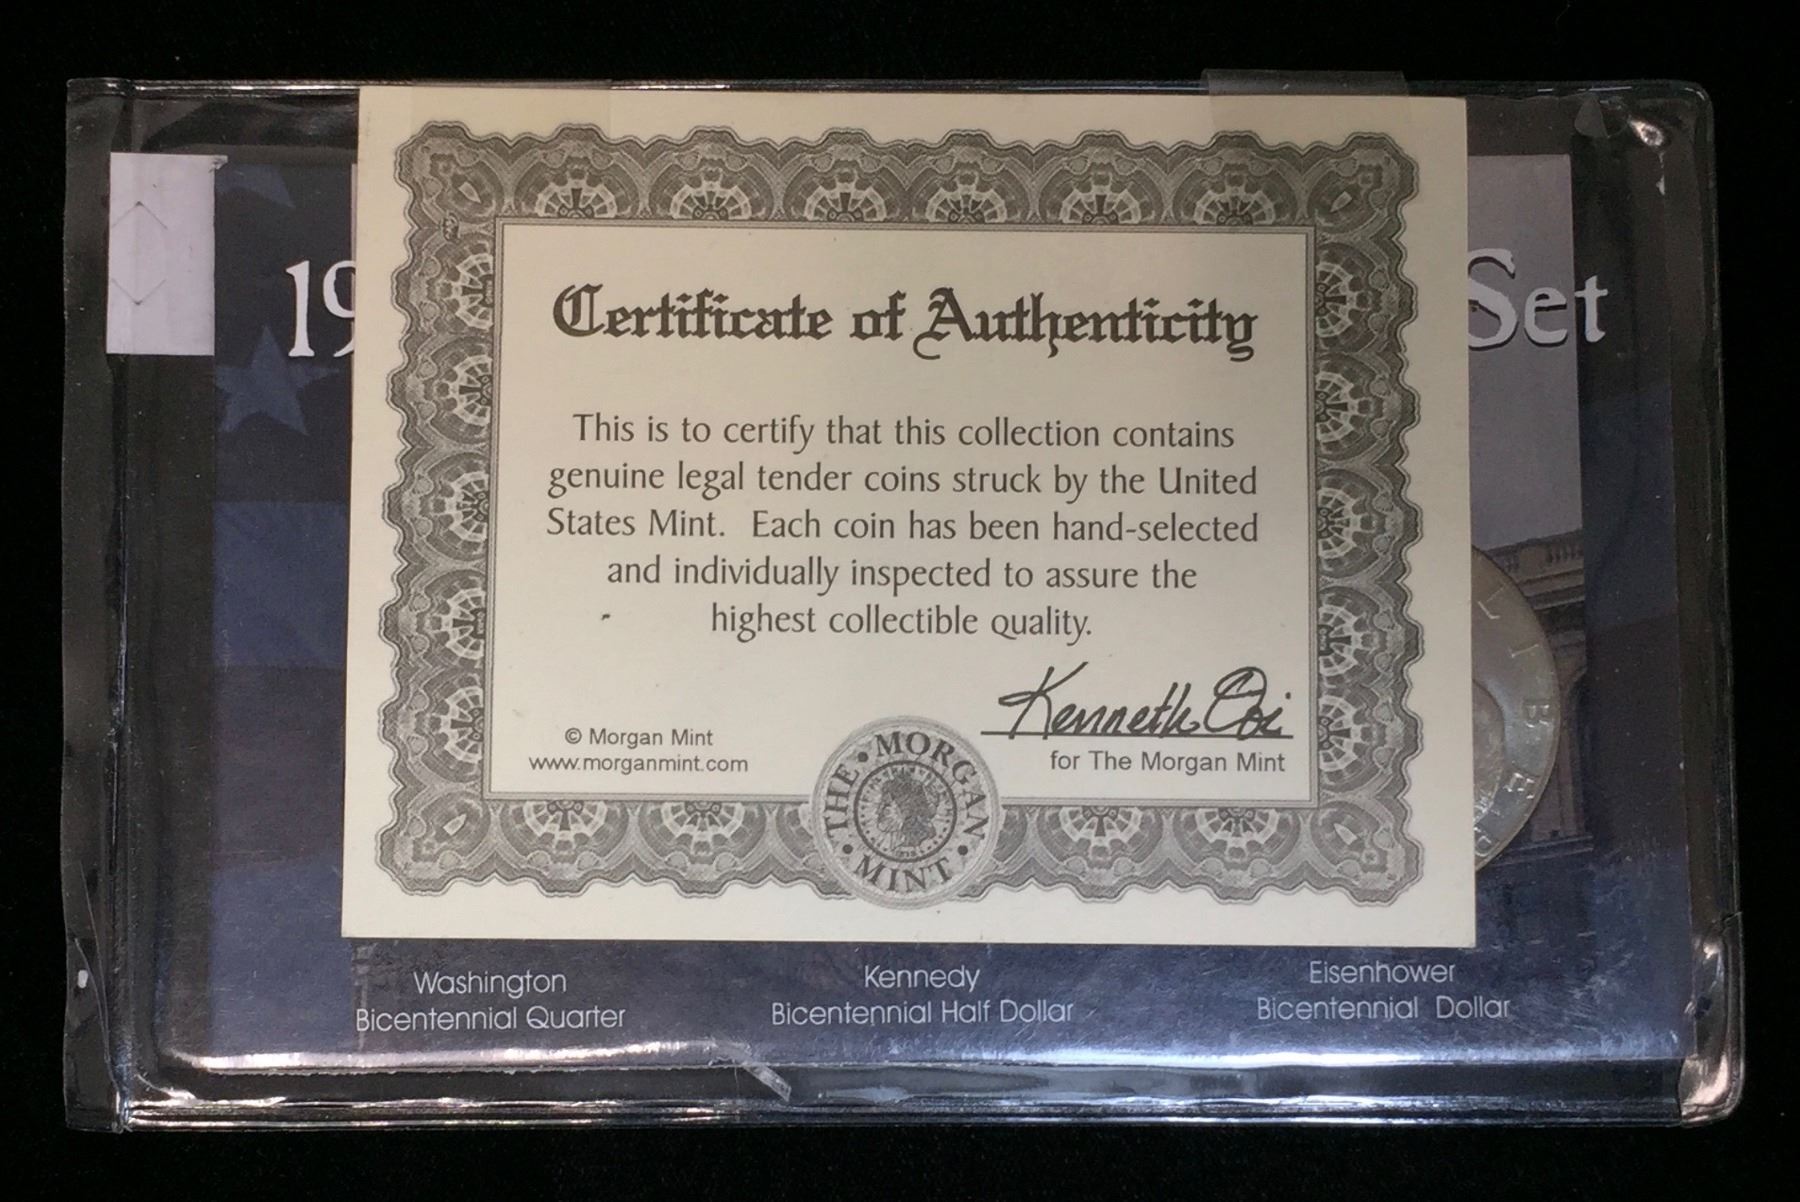 19
Set
Certificate of Authenticity
This is to certify that this collection contains
genuine legal tender coins struck by the United
States Mint. Each coin has been hand-selected
and individually inspected to assure the
highest collectible quality.
© Morgan Mint
www.morganmint.com
Kenneth
for The Morgan Mint
THE • MORGAN
• MINT •
LIBE
Washington
Bicentennial Quarter
Kennedy
Bicentennial Half Dollar
Eisenhower
Bicentennial Dollar